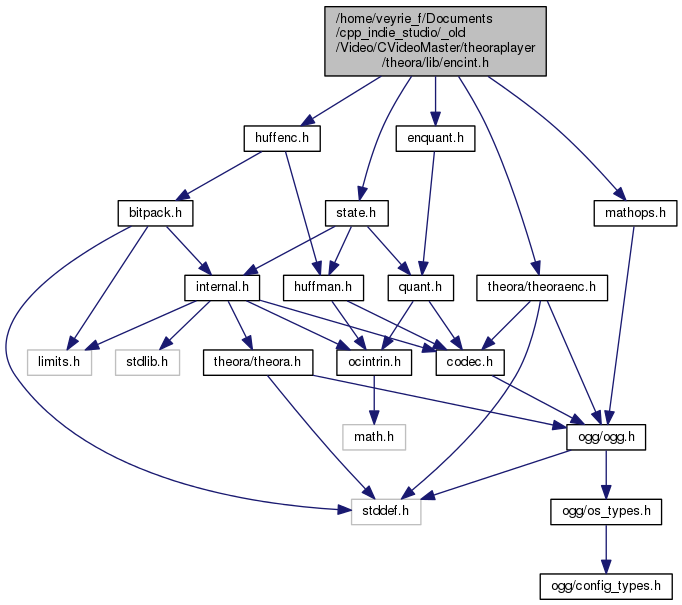 /home/veyrie_f/Documents
/cpp_indie_studio/_old
/Video/CVideoMaster/theoraplayer
/theora/lib/encint.h
huffenc.h
enquant.h
bitpack.h
state.h
mathops.h
internal.h
huffman.h
quant.h
theora/theoraenc.h
limits.h
stdlib.h
theora/theora.h
ocintrin.h
codec.h
math.h
ogg/ogg.h
stddef.h
ogg/os_types.h
ogg/config_types.h